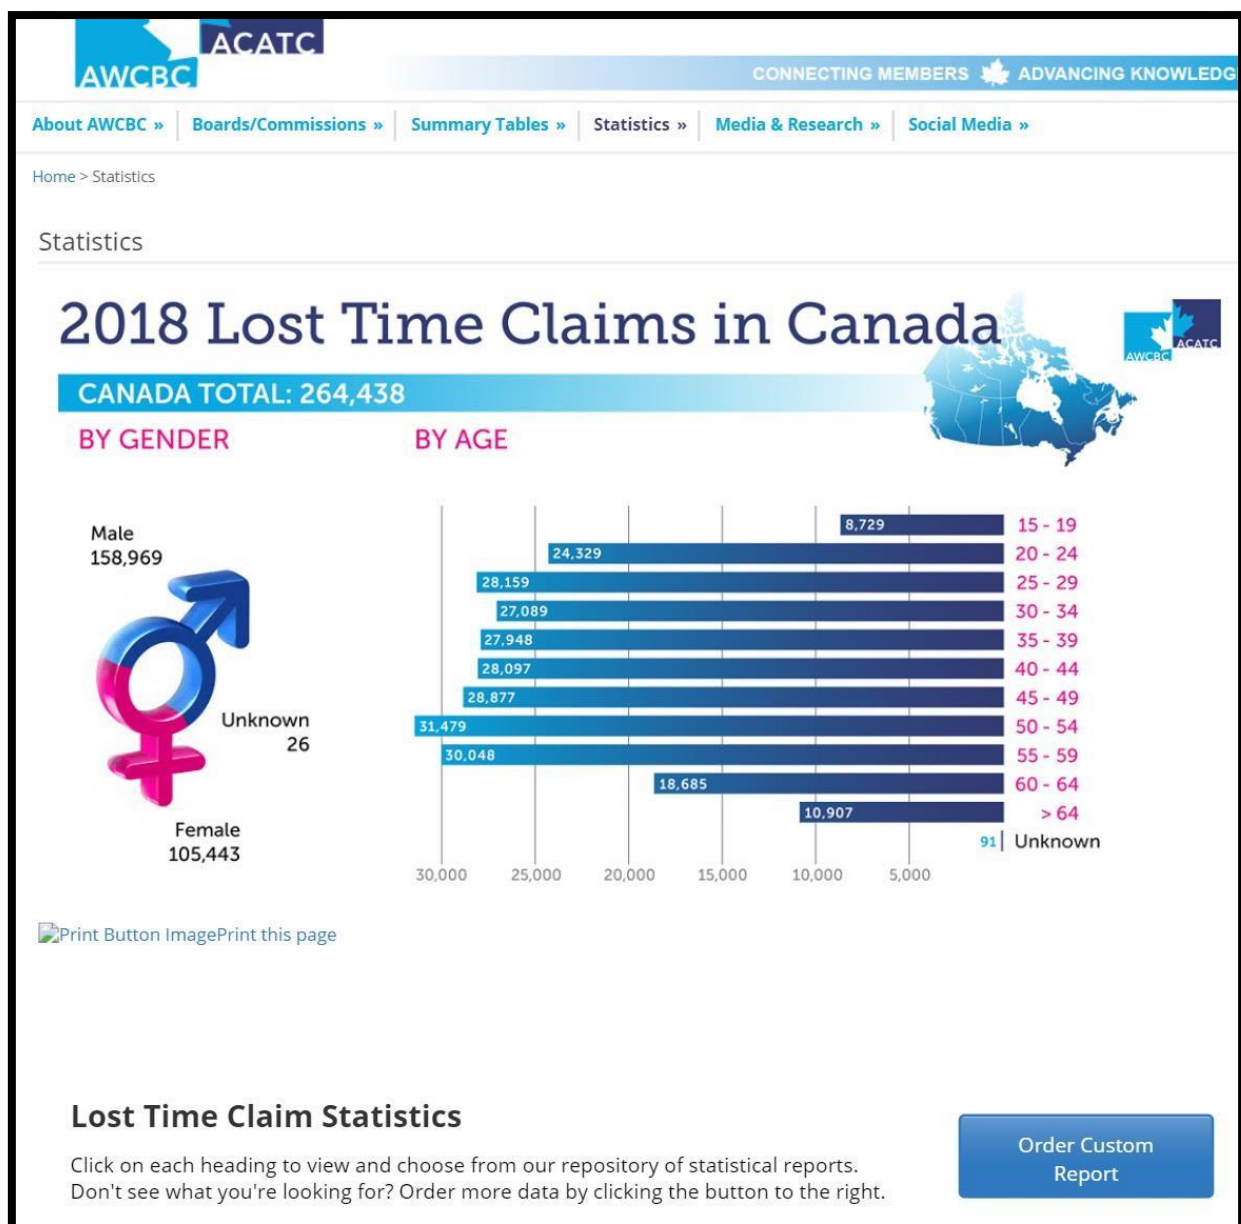 ACATC
AWCBC
CONNECTING MEMBERS ADVANCING KNOWLEDG
About AWCBC » Boards/Commissions » Summary Tables » Statistics » Media & Research » Social Media »
Home > Statistics
Statistics
2018 Lost Time Claims in Canada
ACATC
AWCBC
CANADA TOTAL: 264,438
BY GENDER BY AGE
Male
158,969
Unknown
26
Female
105,443
8,729 15 - 19
24,329 20 - 24
28,159 25 - 29
27,089 30 - 34
27,948 35 - 39
28,097 40 - 44
28,877 45 - 49
31,479 50 - 54
30,048 55 - 59
18,685 60 - 64
10,907 > 64
91 Unknown
30,000 25,000 20,000 15,000 10,000 5,000
Print Button ImagePrint this page
Lost Time Claim Statistics
Click on each heading to view and choose from our repository of statistical reports.
Don't see what you're looking for? Order more data by clicking the button to the right.
Order Custom
Report